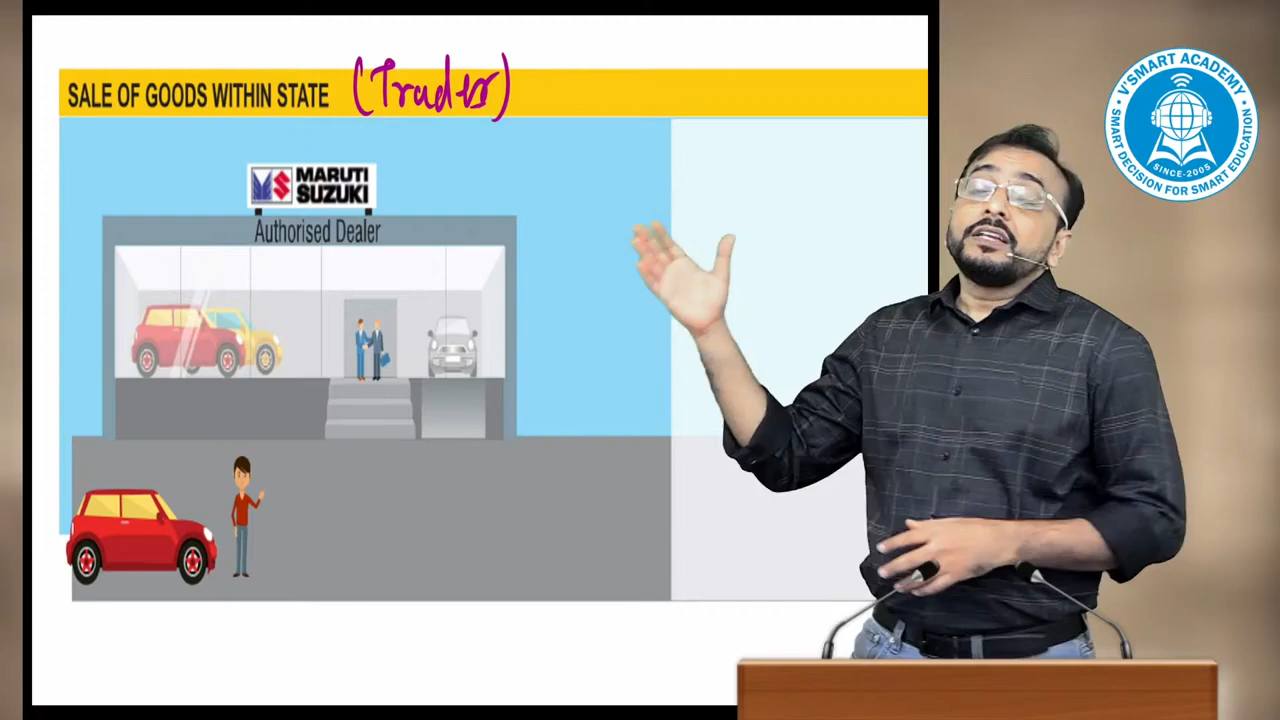 SALE OF GOODS WITHIN STATE (Trader)
MARUTI
SUZUKI
Authorised Dealer
V'SMART ACADEMY
SMART DECISION FOR SMART EDUCATION
SINCE-2005